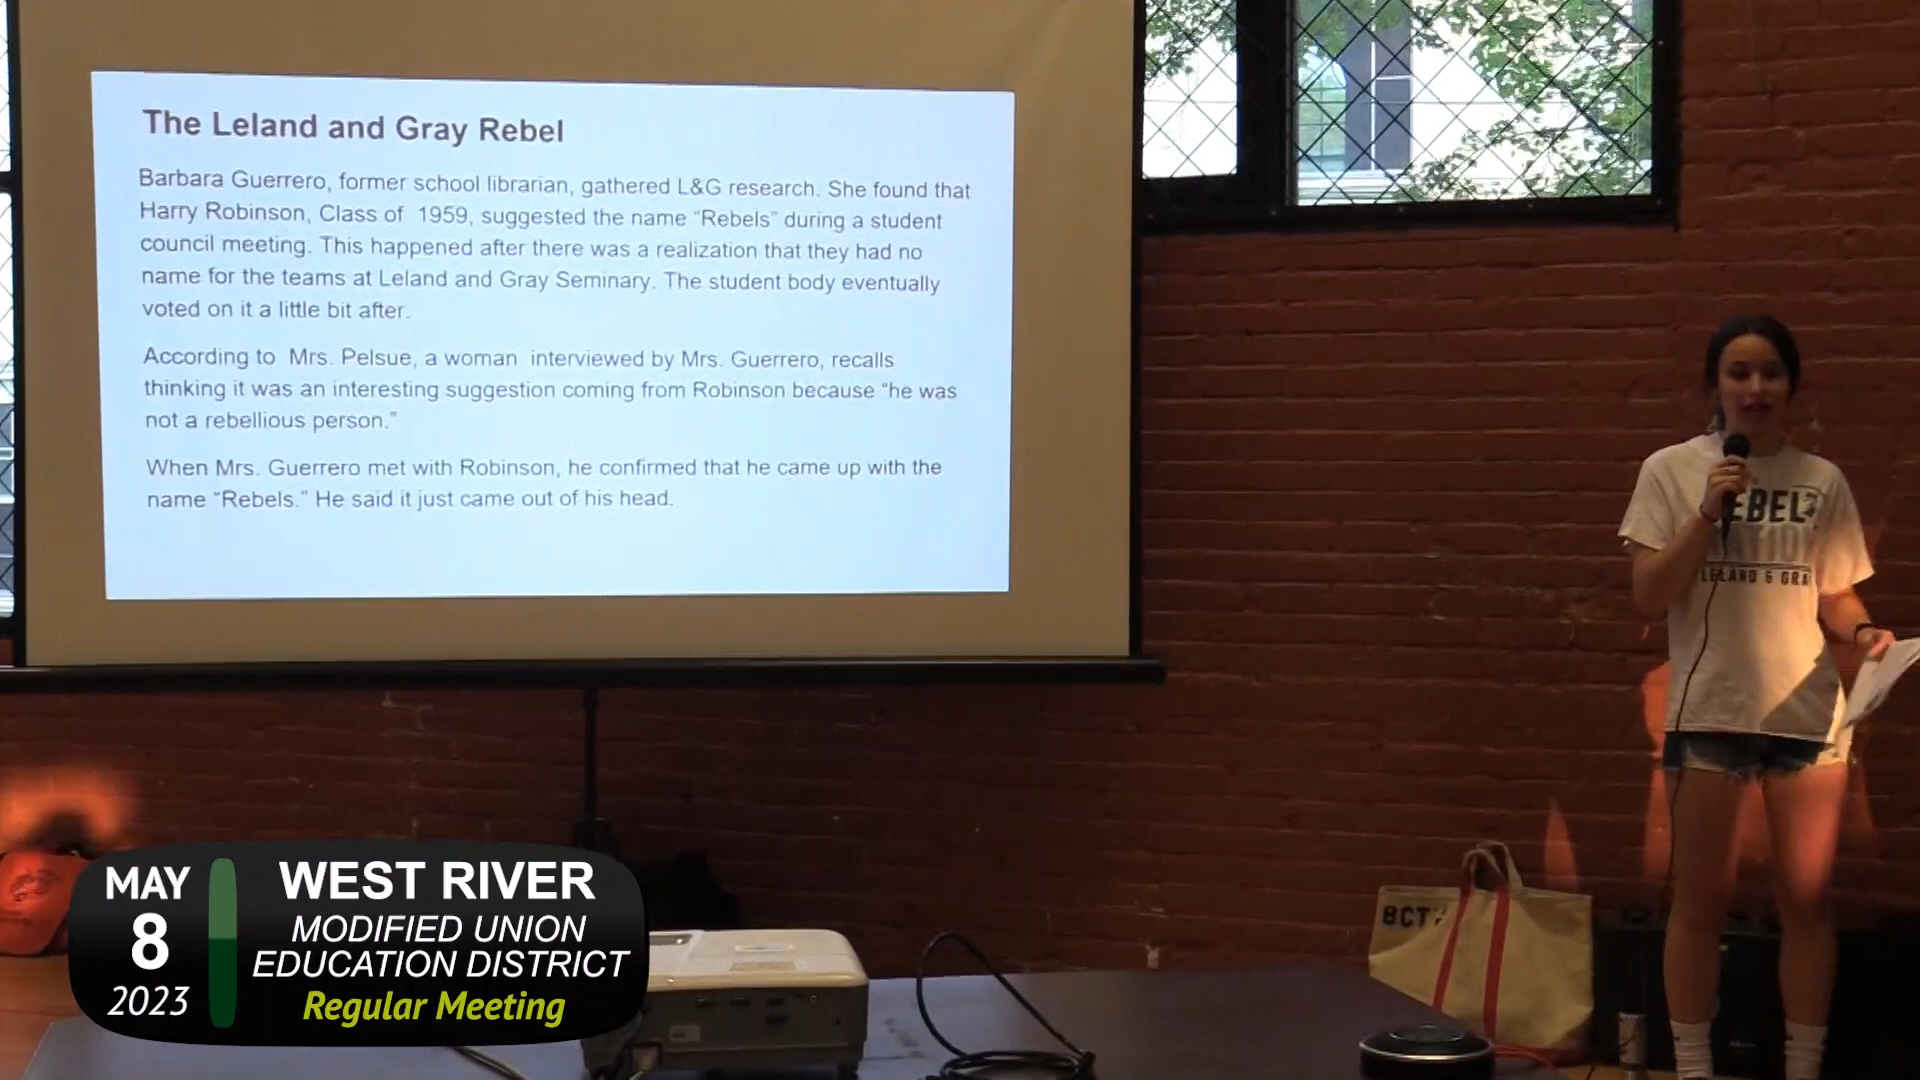 The Leland and Gray Rebel
Barbara Guerrero, former school librarian, gathered L&G research. She found that
Harry Robinson, Class of 1959, suggested the name “Rebels” during a student
council meeting. This happened after there was a realization that they had no
name for the teams at Leland and Gray Seminary. The student body eventually
voted on it a little bit after.
According to Mrs. Pelsue, a woman interviewed by Mrs. Guerrero, recalls
thinking it was an interesting suggestion coming from Robinson because “he was
not a rebellious person.”
When Mrs. Guerrero met with Robinson, he confirmed that he came up with the
name “Rebels.” He said it just came out of his head.
EBELZ
NATION
LELAND & GRA
BCTV
MAY
8
2023
WEST RIVER
MODIFIED UNION
EDUCATION DISTRICT
Regular Meeting